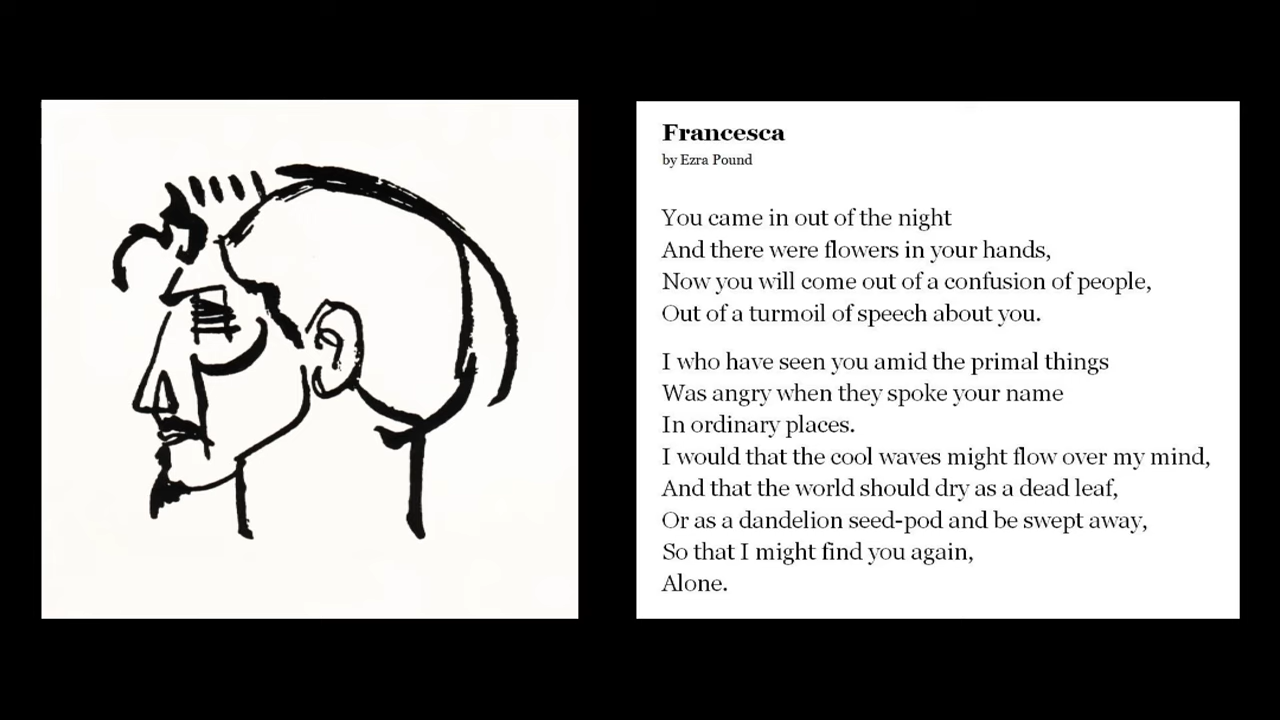 Francesca
by Ezra Pound
You came in out of the night
And there were flowers in your hands,
Now you will come out of a confusion of people,
Out of a turmoil of speech about you.
I who have seen you amid the primal things
Was angry when they spoke your name
In ordinary places.
I would that the cool waves might flow over my mind,
And that the world should dry as a dead leaf,
Or as a dandelion seed-pod and be swept away,
So that I might find you again,
Alone.